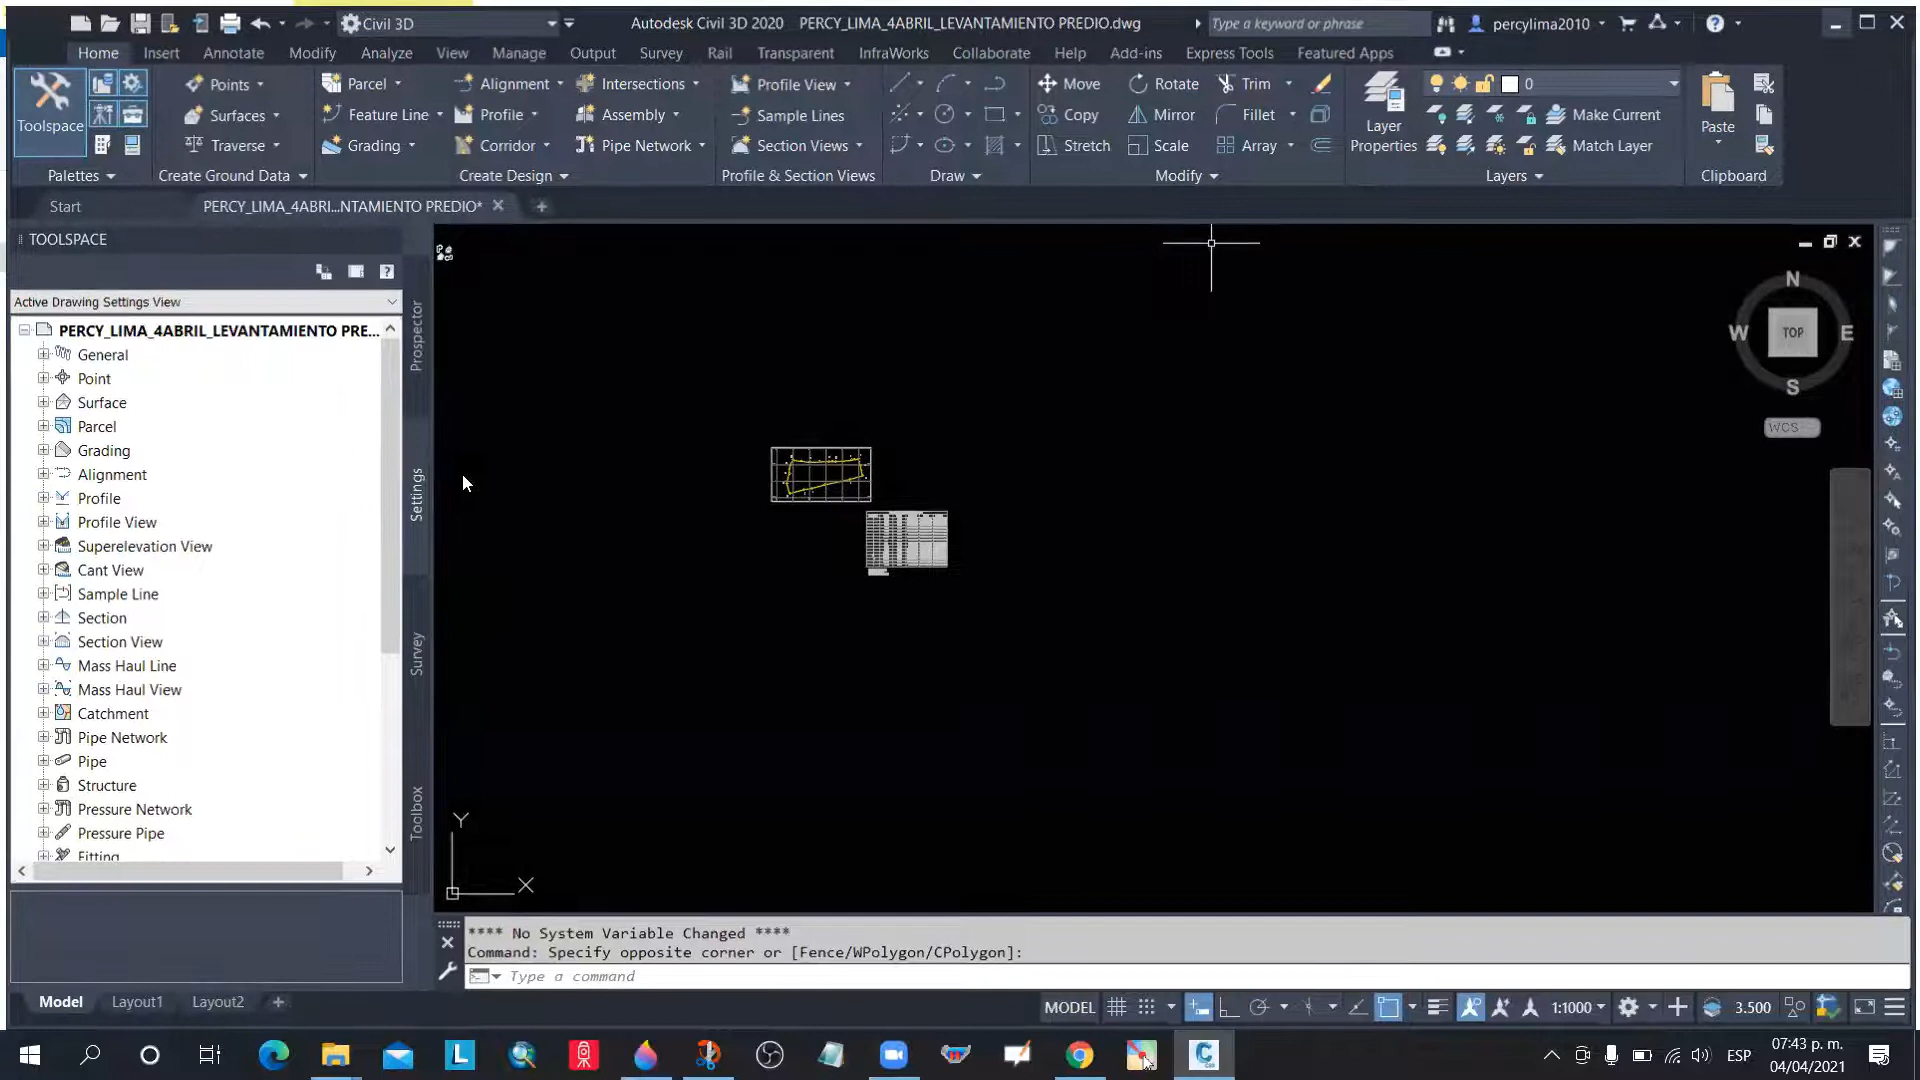 Civil 3D
Autodesk Civil 3D 2020 PERCY_LIMA_4ABRIL_LEVANTAMIENTO PREDIO.dwg
Type a keyword or phrase
percylima2010
Home Insert Annotate Modify Analyze View Manage Output Survey Rail Transparent InfraWorks Collaborate Help Add-ins Express Tools Featured Apps
Points Parcel Alignment Intersections Profile View Move Rotate Trim 0
Toolspace Surfaces Feature Line Profile Assembly Sample Lines Copy Mirror Fillet Layer Properties Make Current Paste
Traverse Grading Corridor Pipe Network Section Views Stretch Scale Array Match Layer
Palettes Create Ground Data Create Design Profile & Section Views Draw Modify Layers Clipboard
Start PERCY_LIMA_4ABRI...NTAMIENTO PREDIO*
TOOLSPACE
Active Drawing Settings View
PERCY_LIMA_4ABRIL_LEVANTAMIENTO PRE...
General
Point
Surface
Parcel
Grading
Alignment
Profile
Profile View
Superelevation View
Cant View
Sample Line
Section
Section View
Mass Haul Line
Mass Haul View
Catchment
Pipe Network
Pipe
Structure
Pressure Network
Pressure Pipe
Fitting
Prospector
Settings
Survey
Toolbox
N
W TOP E
S
WCS
Y
X
**** No System Variable Changed ****
Command: Specify opposite corner or [Fence/WPolygon/CPolygon]:
Type a command
Model Layout1 Layout2
MODEL 1:1000 3.500
ESP
07:43 p. m.
04/04/2021